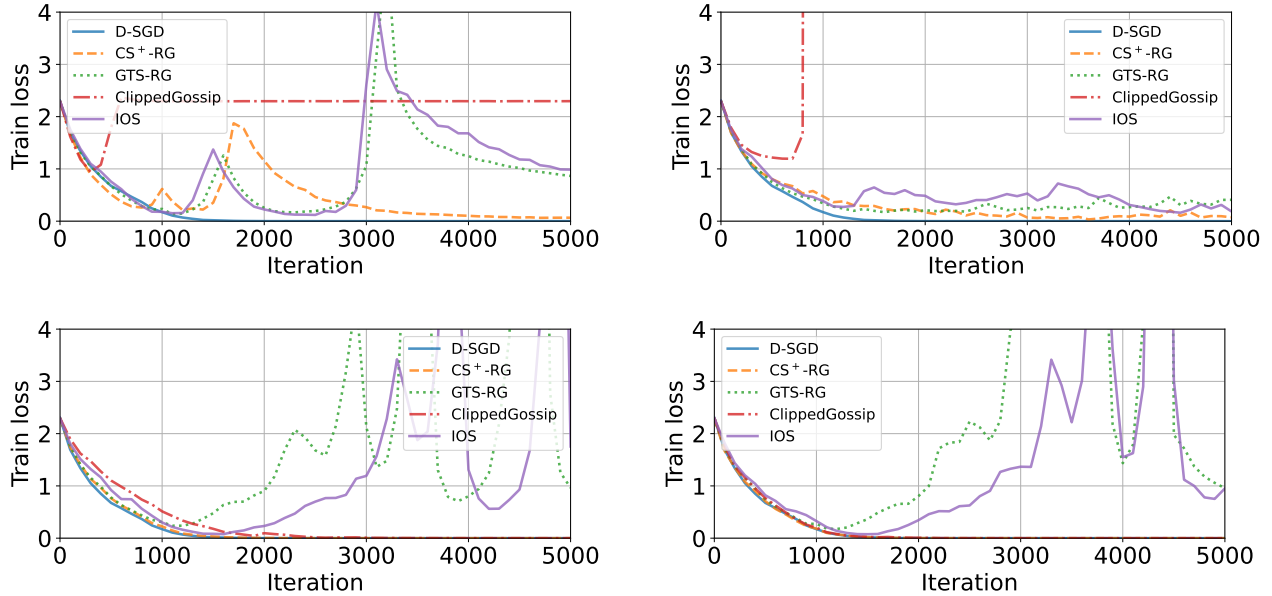 4
3
2
1
0
Train loss
0 1000 2000 3000 4000 5000
Iteration
D-SGD
CS+-RG
GTS-RG
ClippedGossip
IOS
4
3
2
1
0
Train loss
0 1000 2000 3000 4000 5000
Iteration
D-SGD
CS+-RG
GTS-RG
ClippedGossip
IOS
4
3
2
1
0
Train loss
0 1000 2000 3000 4000 5000
Iteration
D-SGD
CS+-RG
GTS-RG
ClippedGossip
IOS
4
3
2
1
0
Train loss
0 1000 2000 3000 4000 5000
Iteration
D-SGD
CS+-RG
GTS-RG
ClippedGossip
IOS